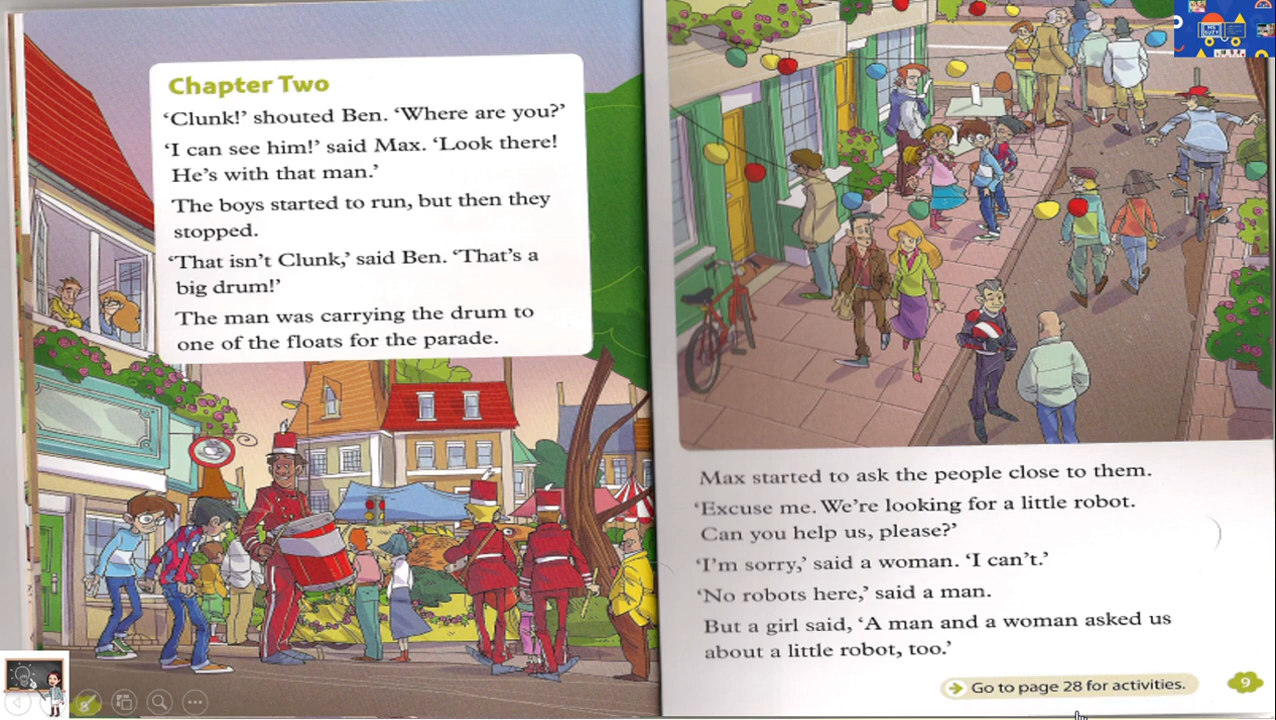 Chapter Two
‘Clunk!’ shouted Ben. ‘Where are you?’
‘I can see him!’ said Max. ‘Look there!
He’s with that man.’
The boys started to run, but then they
stopped.
‘That isn’t Clunk,’ said Ben. ‘That’s a
big drum!’
The man was carrying the drum to
one of the floats for the parade.
8
Max started to ask the people close to them.
‘Excuse me. We’re looking for a little robot.
Can you help us, please?’
‘I’m sorry,’ said a woman. ‘I can’t.’
‘No robots here,’ said a man.
But a girl said, ‘A man and a woman asked us
about a little robot, too.’
Go to page 28 for activities.
9